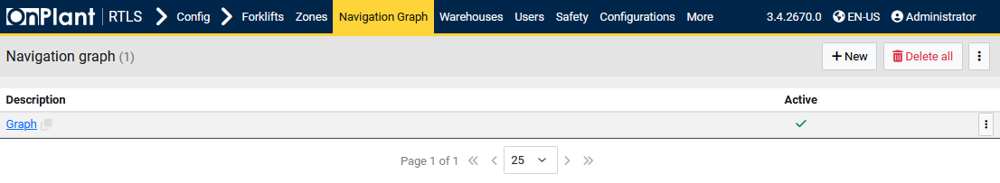 OnPlant RTLS Config Forklifts Zones Navigation Graph Warehouses Users Safety Configurations More 3.4.2670.0 EN-US Administrator
Navigation graph (1) New Delete all
Description Active
Graph
Page 1 of 1 25